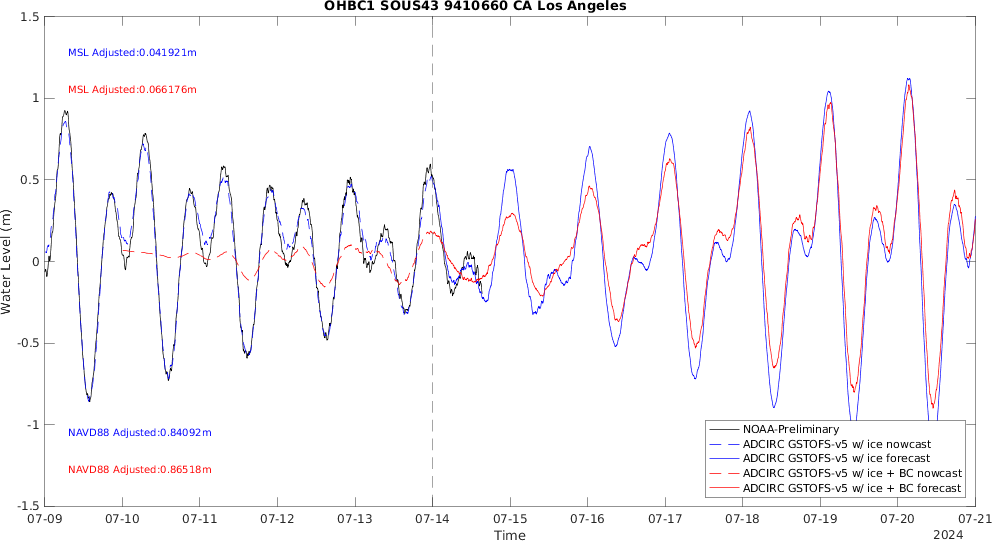 OHBC1 SOUS43 9410660 CA Los Angeles
1.5
MSL Adjusted:0.041921m
1
MSL Adjusted:0.066176m
0.5
Water Level (m)
0
-0.5
-1
NAVD88 Adjusted:0.84092m
NAVD88 Adjusted:0.86518m
-1.5
NOAA-Preliminary
ADCIRC GSTOFS-v5 w/ ice nowcast
ADCIRC GSTOFS-v5 w/ ice forecast
ADCIRC GSTOFS-v5 w/ ice + BC nowcast
ADCIRC GSTOFS-v5 w/ ice + BC forecast
07-09 07-10 07-11 07-12 07-13 07-14 07-15 07-16 07-17 07-18 07-19 07-20 07-21
Time
2024